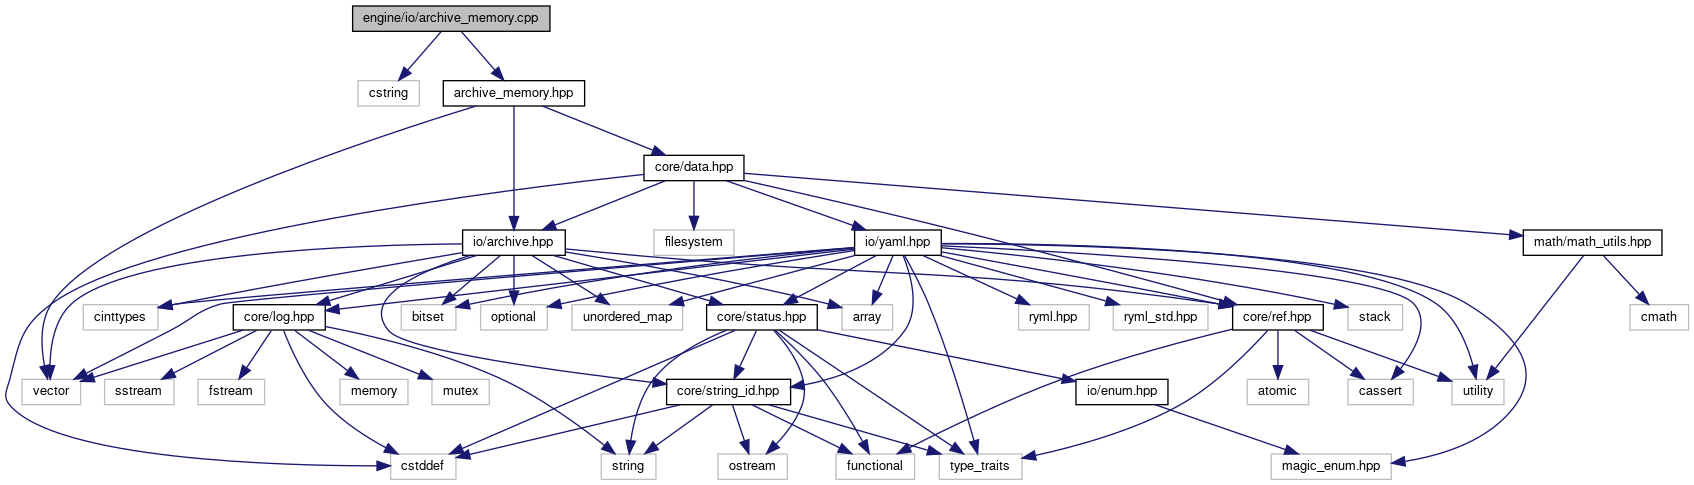 engine/io/archive_memory.cpp
cstring
archive_memory.hpp
core/data.hpp
io/archive.hpp
filesystem
io/yaml.hpp
math/math_utils.hpp
cinttypes
core/log.hpp
bitset
optional
unordered_map
core/status.hpp
array
ryml.hpp
ryml_std.hpp
core/ref.hpp
stack
cmath
vector
sstream
fstream
memory
mutex
core/string_id.hpp
io/enum.hpp
atomic
cassert
utility
cstddef
string
ostream
functional
type_traits
magic_enum.hpp